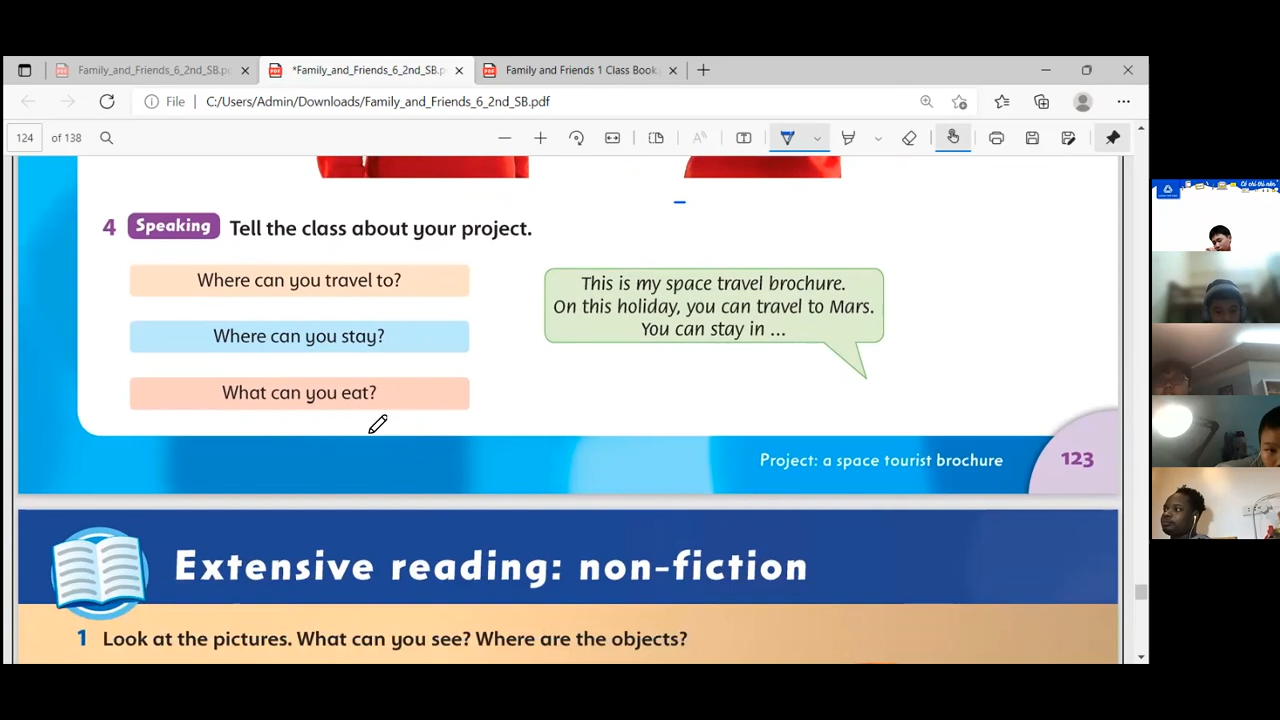 Family_and_Friends_6_2nd_SB.p
*Family_and_Friends_6_2nd_SB.p
Family and Friends 1 Class Book.
File
C:/Users/Admin/Downloads/Family_and_Friends_6_2nd_SB.pdf
124 of 138
4 Speaking Tell the class about your project.
Where can you travel to?
Where can you stay?
What can you eat?
This is my space travel brochure.
On this holiday, you can travel to Mars.
You can stay in ...
Project: a space tourist brochure
123
Extensive reading: non-fiction
1 Look at the pictures. What can you see? Where are the objects?
Có chí thì nên